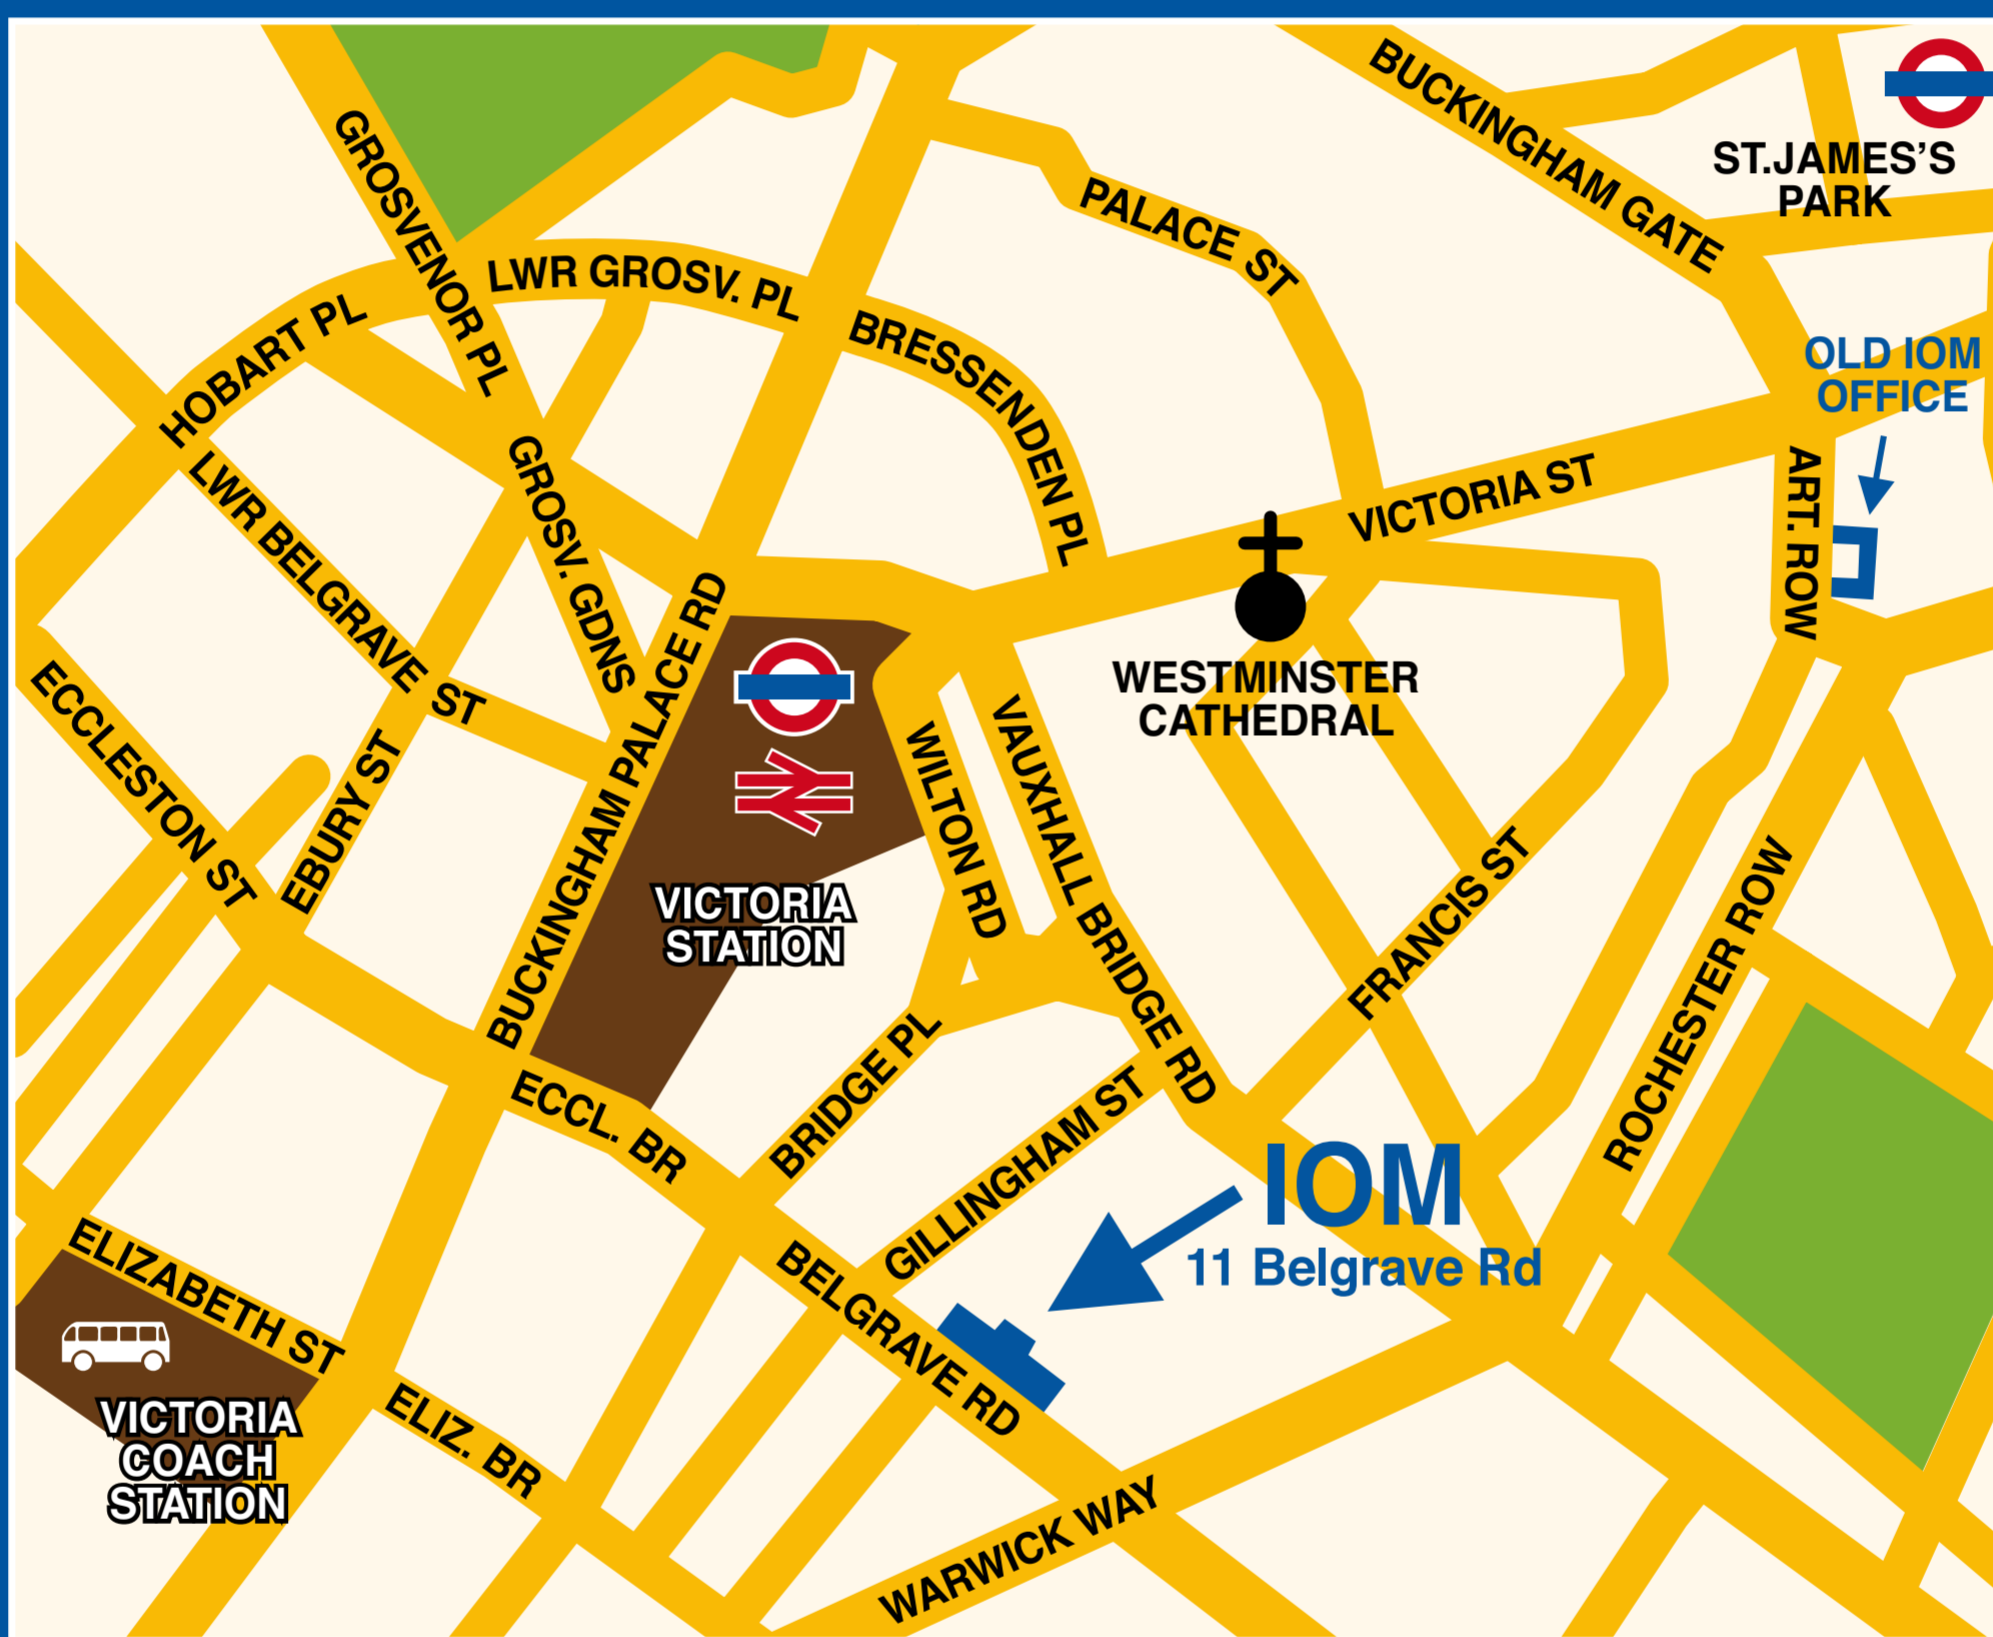 BUCKINGHAM GATE
ST.JAMES’S
PARK
GROSVENOR PL
PALACE ST
LWR GROSV. PL
HOBART PL
BRESSENDEN PL
OLD IOM
OFFICE
VICTORIA ST
ART. ROW
LWR BELGRAVE ST
GROSV. GDNS
WESTMINSTER
CATHEDRAL
ECCLESTON ST
EBURY ST
BUCKINGHAM PALACE RD
WILTON RD
VAUXHALL BRIDGE RD
VICTORIA
STATION
FRANCIS ST
ROCHESTER ROW
ECCL. BR
BRIDGE PL
GILLINGHAM ST
IOM
11 Belgrave Rd
ELIZABETH ST
BELGRAVE RD
VICTORIA
COACH
STATION
ELIZ. BR
WARWICK WAY